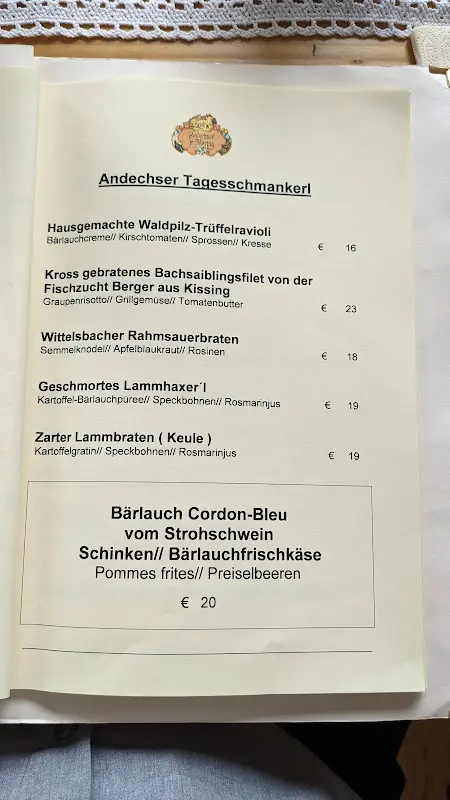 Andechser Tagesschmankerl
Hausgemachte Waldpilz-Trüffelravioli
Bärlauchcreme// Kirschtomaten// Sprossen// Kresse € 16
Kross gebratenes Bachsaiblingsfilet von der
Fischzucht Berger aus Kissing
Graupenrisotto// Grillgemüse// Tomatenbutter € 23
Wittelsbacher Rahmsauerbraten
Semmelknödel// Apfelblaukraut// Rosinen € 18
Geschmortes Lammhaxer´l
Kartoffel-Bärlauchpüree// Speckbohnen// Rosmarinjus € 19
Zarter Lammbraten ( Keule )
Kartoffelgratin// Speckbohnen// Rosmarinjus € 19
Bärlauch Cordon-Bleu
vom Strohschwein
Schinken// Bärlauchfrischkäse
Pommes frites// Preiselbeeren
€ 20